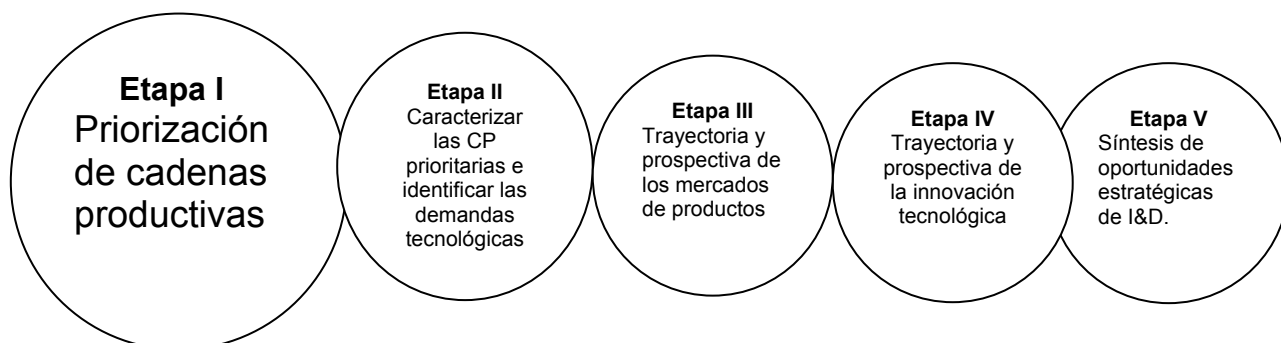 Etapa I
Priorización
de cadenas
productivas
Etapa II
Caracterizar
las CP
prioritarias e
identificar las
demandas
tecnológicas
Etapa III
Trayectoria y
prospectiva de
los mercados
de productos
Etapa IV
Trayectoria y
prospectiva de
la innovación
tecnológica
Etapa V
Síntesis de
oportunidades
estratégicas
de I&D.